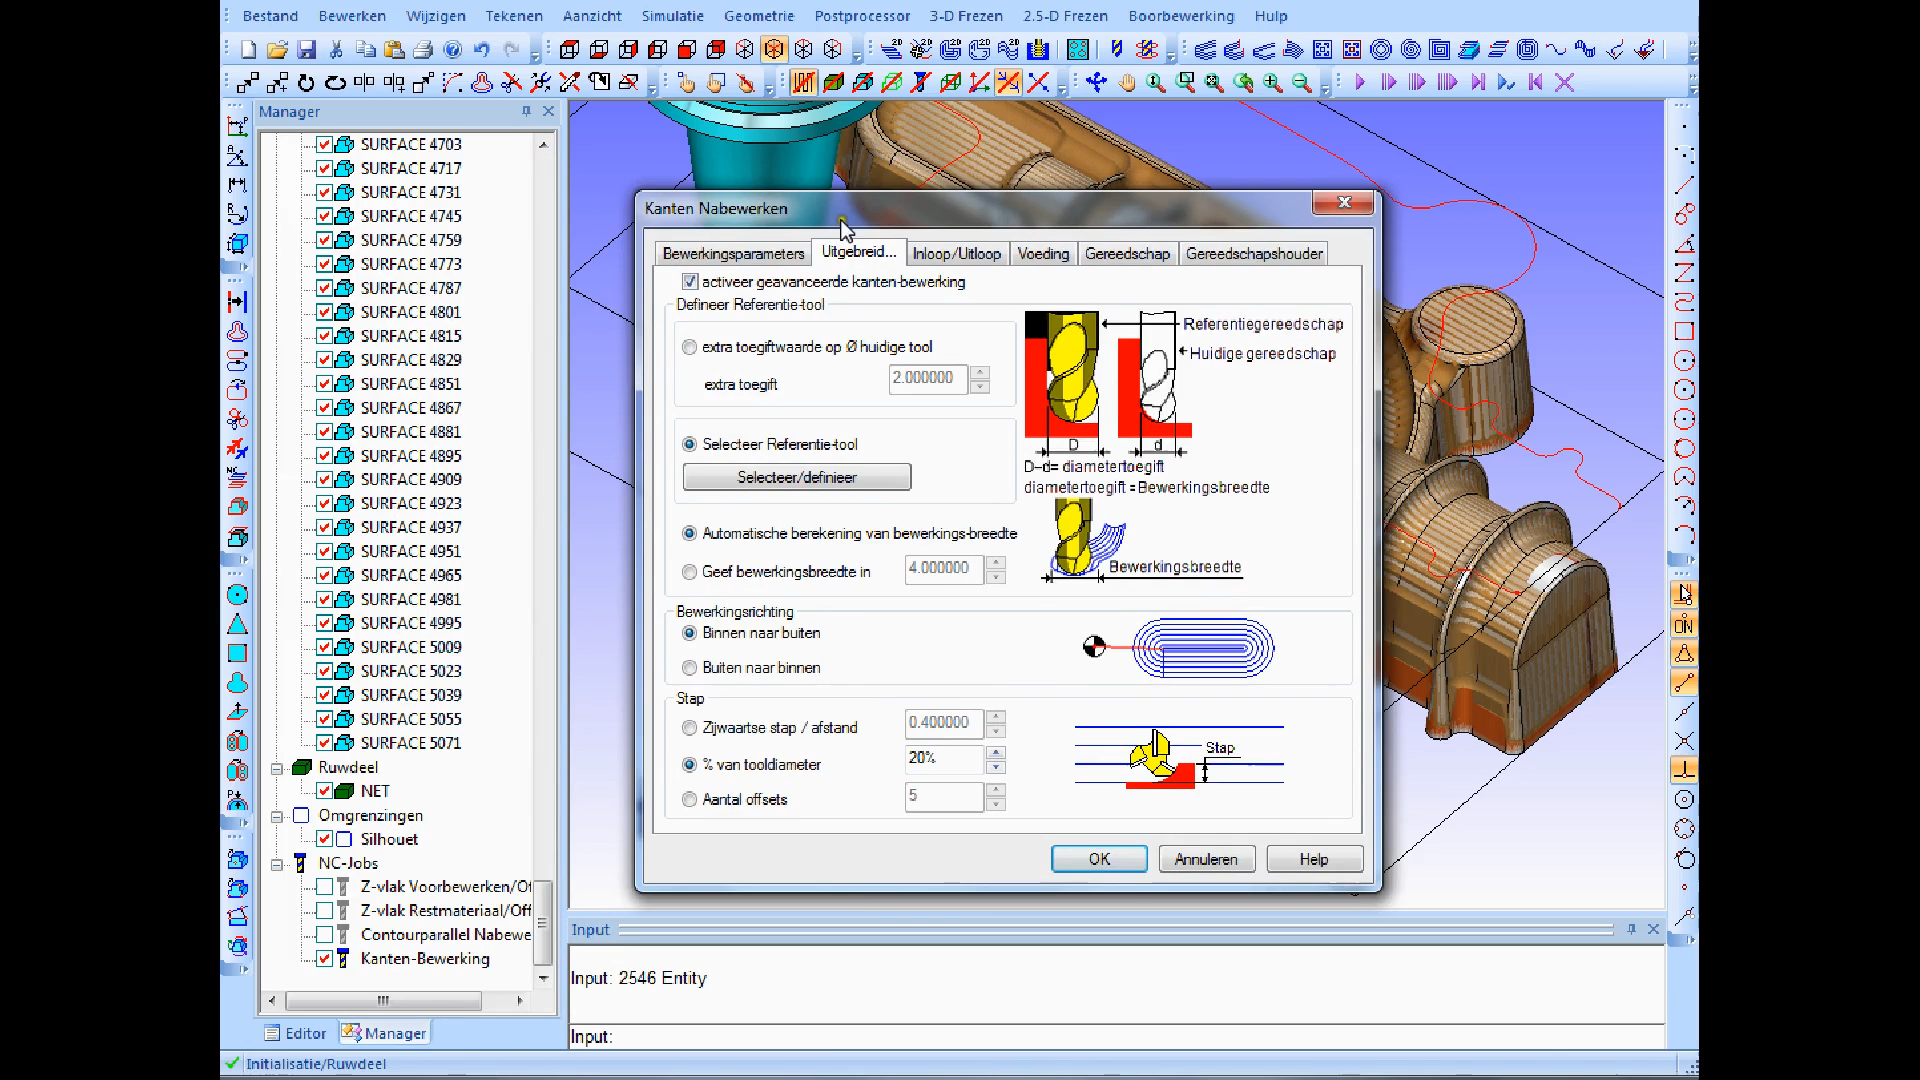 Bestand Bewerken Wijzigen Tekenen Aanzicht Simulatie Geometrie Postprocessor 3-D Frezen 2.5-D Frezen Boorbewerking Hulp
Manager
SURFACE 4703
SURFACE 4717
SURFACE 4731
SURFACE 4745
SURFACE 4759
SURFACE 4773
SURFACE 4787
SURFACE 4801
SURFACE 4815
SURFACE 4829
SURFACE 4851
SURFACE 4867
SURFACE 4881
SURFACE 4895
SURFACE 4909
SURFACE 4923
SURFACE 4937
SURFACE 4951
SURFACE 4965
SURFACE 4981
SURFACE 4995
SURFACE 5009
SURFACE 5023
SURFACE 5039
SURFACE 5055
SURFACE 5071
Ruwdeel
NET
Omgrenzingen
Silhouet
NC-Jobs
Z-vlak Voorbewerken/O
Z-vlak Restmateriaal/Off
Contourparallel Nabewe
Kanten-Bewerking
Editor Manager
Initialisatie/Ruwdeel
Kanten Nabewerken
Bewerkingsparameters Uitgebreid... Inloop/Uitloop Voeding Gereedschap Gereedschapshouder
activeer geavanceerde kanten-bewerking
Defineer Referentie-tool
extra toegiftwaarde op Ø huidige tool
extra toegift 2.000000
Selecteer Referentie-tool
Selecteer/definieer
Automatische berekening van bewerkings-breedte
Geef bewerkingsbreedte in 4.000000
Referentiegereedschap
Huidige gereedschap
D d
D-d= diametertoegift
diametertoegift =Bewerkingsbreedte
Bewerkingsbreedte
Bewerkingsrichting
Binnen naar buiten
Buiten naar binnen
Stap
Zijwaartse stap / afstand 0.400000
% van tooldiameter 20%
Aantal offsets 5
Stap
OK Annuleren Help
Input
Input: 2546 Entity
Input:
ON